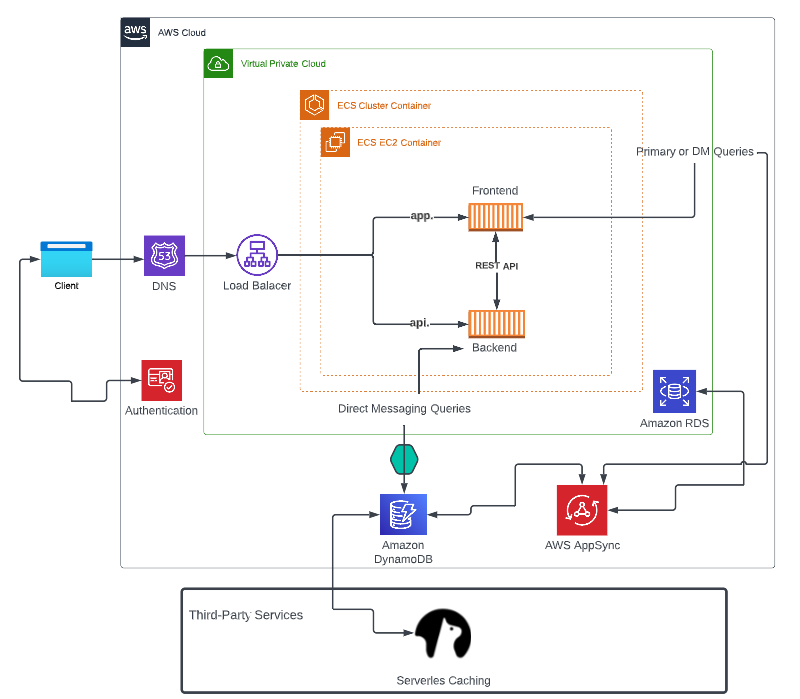 aws
AWS Cloud
Virtual Private Cloud
ECS Cluster Container
ECS EC2 Container
Primary or DM Queries
Frontend
app.
53
REST API
Client
DNS
Load Balacer
api.
Backend
Authentication
Direct Messaging Queries
Amazon RDS
Amazon
DynamoDB
AWS AppSync
Third-Party Services
Serverles Caching